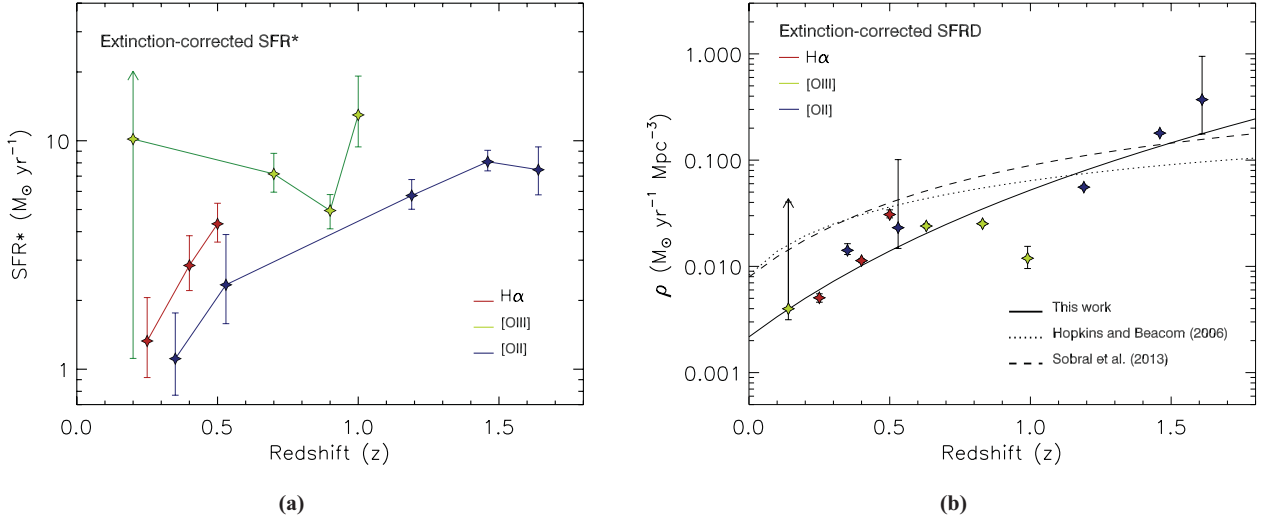 Extinction-corrected SFR*
SFR* (M⊙ yr⁻¹)
10
1
Hα
[OIII]
[OII]
0.0 0.5 1.0 1.5
Redshift (z)
(a)
Extinction-corrected SFRD
Hα
[OIII]
[OII]
ρ (M⊙ yr⁻¹ Mpc⁻³)
1.000
0.100
0.010
0.001
This work
Hopkins and Beacom (2006)
Sobral et al. (2013)
0.0 0.5 1.0 1.5
Redshift (z)
(b)